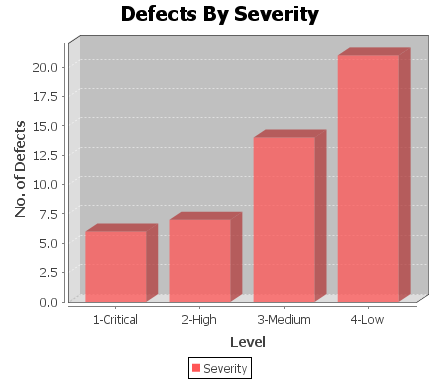 Defects By Severity
No. of Defects
20.0
17.5
15.0
12.5
10.0
7.5
5.0
2.5
0.0
1-Critical 2-High 3-Medium 4-Low
Level
Severity